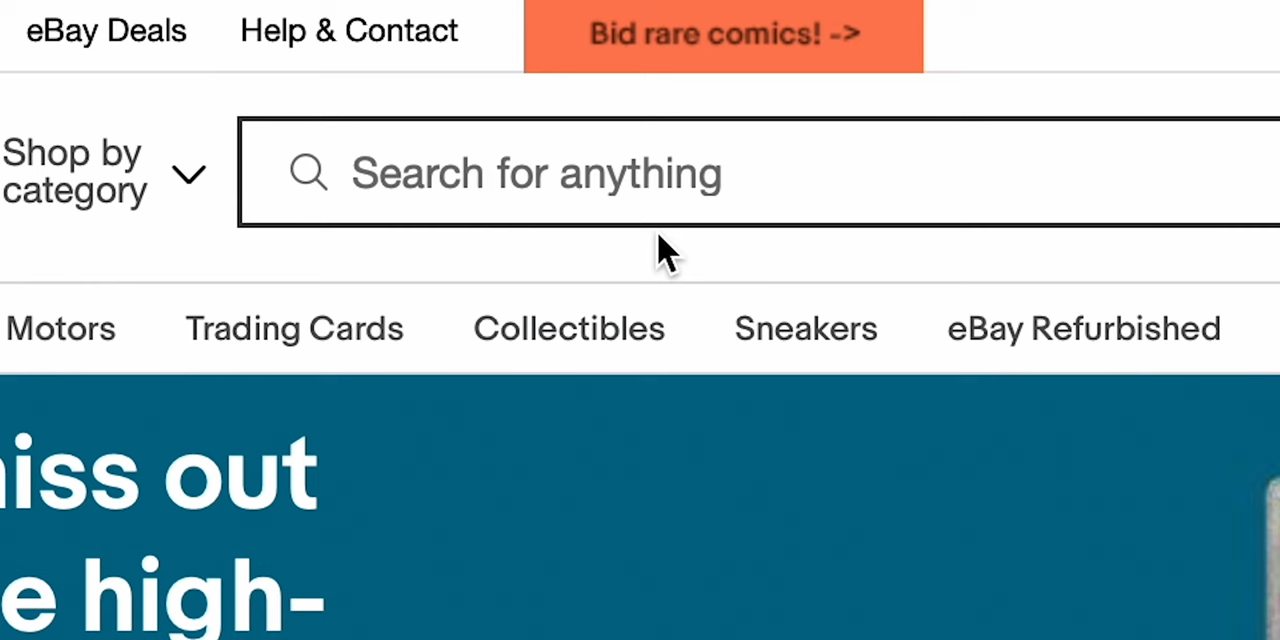 eBay Deals Help & Contact Bid rare comics! ->
Shop by
category
Search for anything
Motors Trading Cards Collectibles Sneakers eBay Refurbished
out
high-